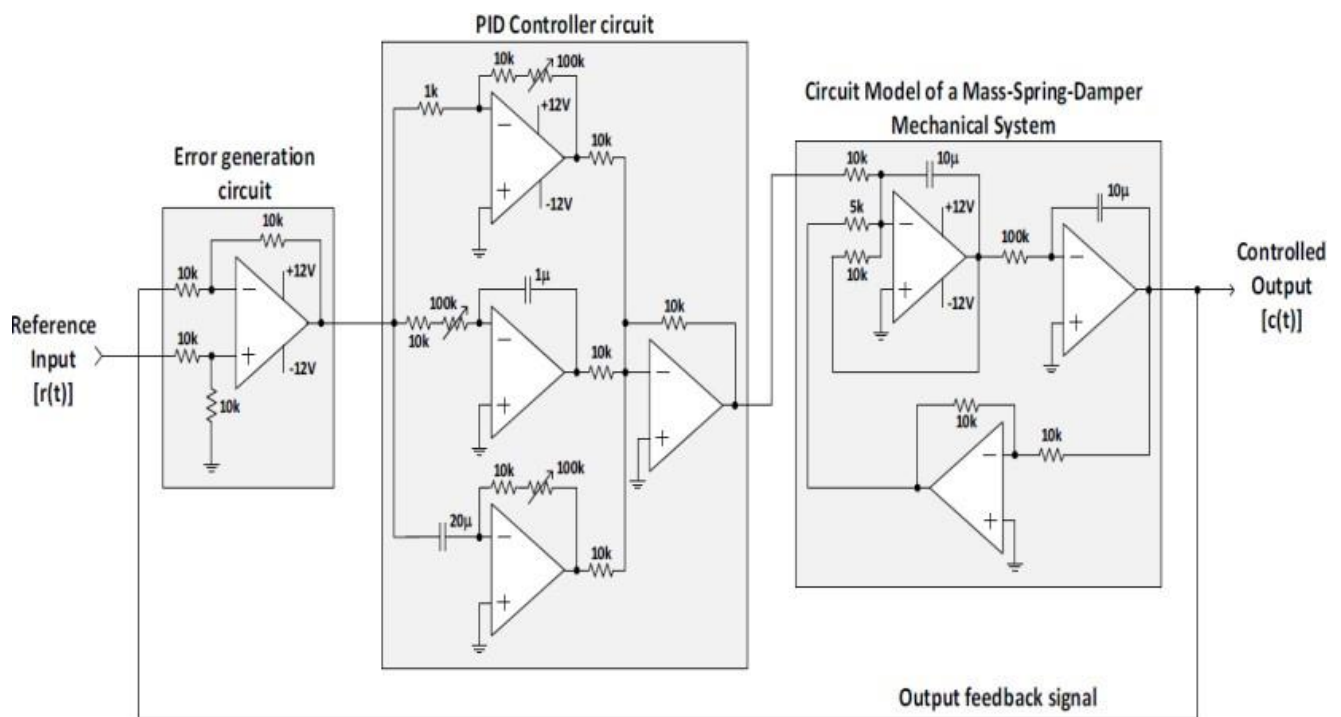 PID Controller circuit
10k
100k
1k
+12V
−
+
-12V
10k
Circuit Model of a Mass-Spring-Damper
Mechanical System
Error generation
circuit
10k
10k
+12V
−
+
-12V
10k
10k
Reference
Input
[r(t)]
1μ
100k
10k
−
+
10k
10k
−
+
10k
100k
20μ
−
+
10k
10k
10μ
5k
+12V
−
10k
+
-12V
100k
10μ
−
+
Controlled
Output
[c(t)]
10k
10k
−
+
Output feedback signal